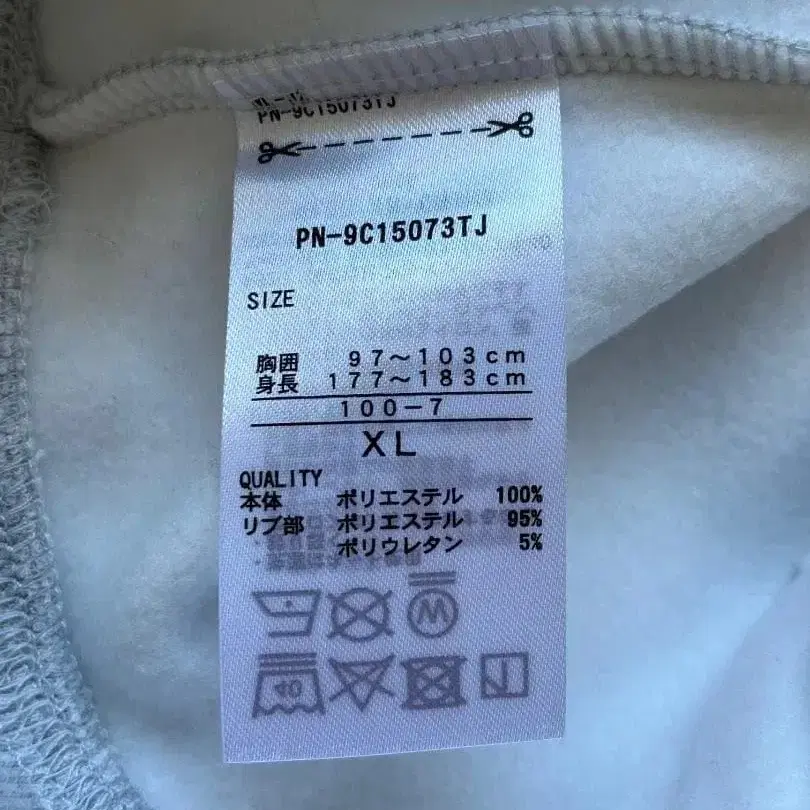 PN-9C15073TJ
PN-9C15073TJ
SIZE
胸囲 97～103cm
身長 177～183cm
100-7
XL
QUALITY
本体 ポリエステル 100%
リブ部 ポリエステル 95%
ポリウレタン 5%